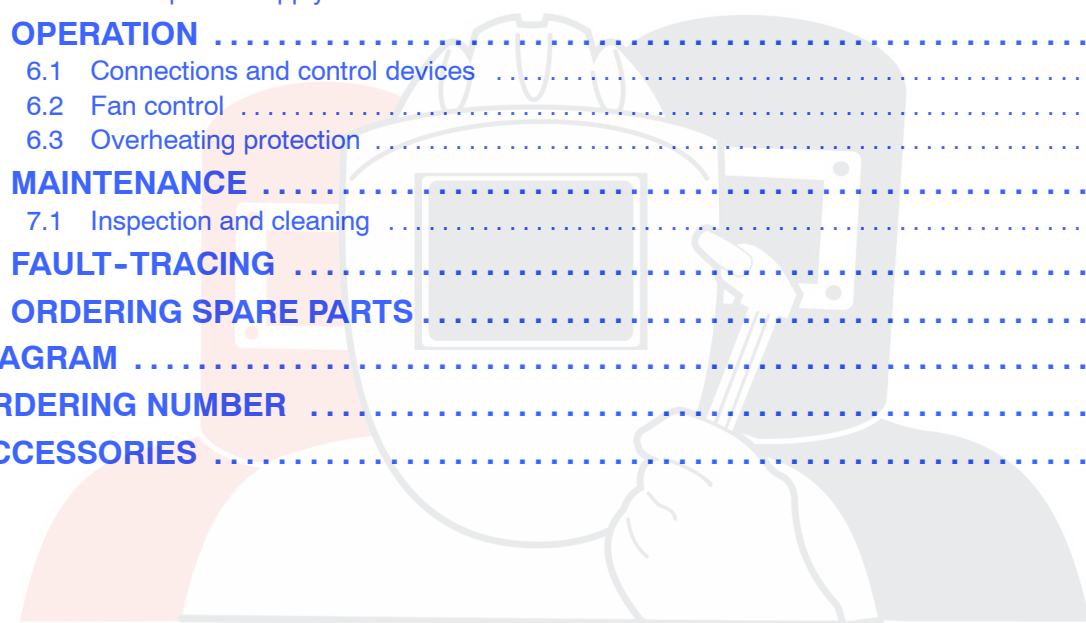 OPERATION ........................................................
6.1 Connections and control devices ........................................
6.2 Fan control ................................................................
6.3 Overheating protection ......................................................
MAINTENANCE ....................................................
7.1 Inspection and cleaning ....................................................
FAULT-TRACING ..................................................
ORDERING SPARE PARTS ..........................................
AGRAM ............................................................
RDERING NUMBER ................................................
CCESSORIES ......................................................